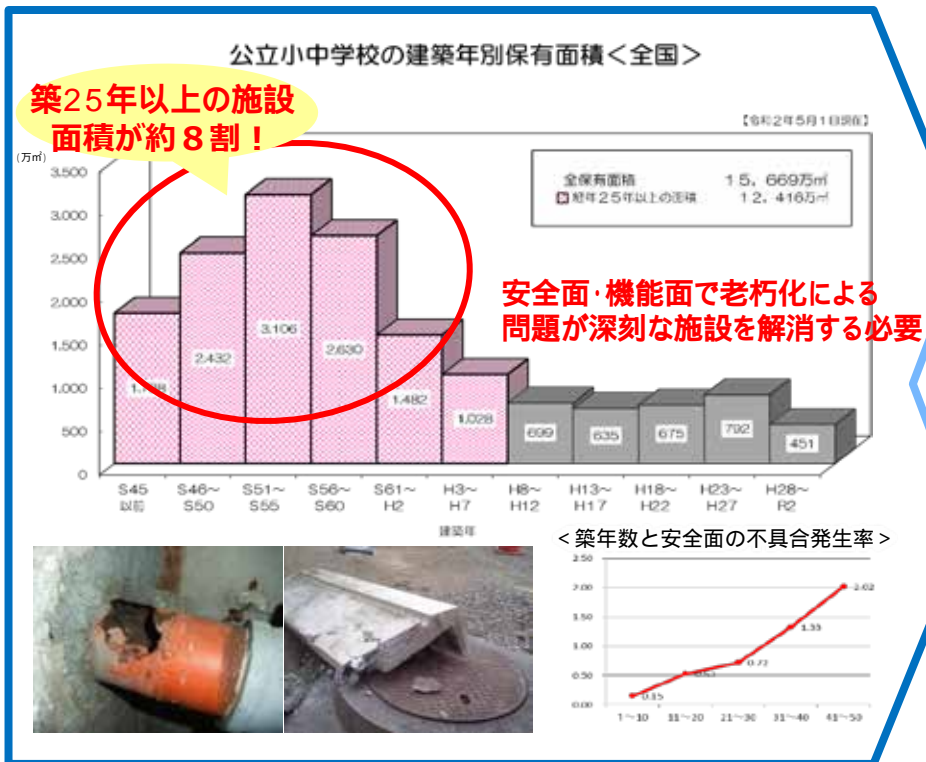 公立小中学校の建築年別保有面積＜全国＞
築25年以上の施設
面積が約８割！
【令和2年5月1日現在】
(万㎡)
全保有面積 15,669万㎡
経年25年以上の面積 12,416万㎡
3,500
3,000
2,500
2,000
1,500
1,000
500
0
2,432
3,106
2,630
1,482
1,028
699
635
675
792
451
安全面･機能面で老朽化による
問題が深刻な施設を解消する必要
S45以前
S46～S50
S51～S55
S56～S60
S61～H2
H3～H7
H8～H12
H13～H17
H18～H22
H23～H27
H28～R2
建築年
＜築年数と安全面の不具合発生率＞
2.50
2.00
1.50
1.00
0.50
0.00
0.15
0.72
1.33
2.02
1～10
11～20
21～30
31～40
41～50